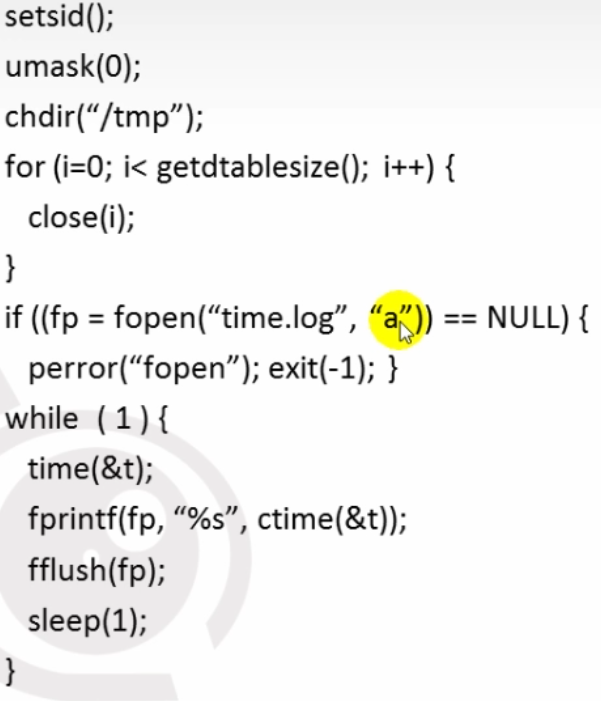 setsid();
umask(0);
chdir(“/tmp”);
for (i=0; i< getdtablesize(); i++) {
close(i);
}
if ((fp = fopen(“time.log”, “a”)) == NULL) {
perror(“fopen”); exit(-1); }
while ( 1 ) {
time(&t);
fprintf(fp, “%s”, ctime(&t));
fflush(fp);
sleep(1);
}